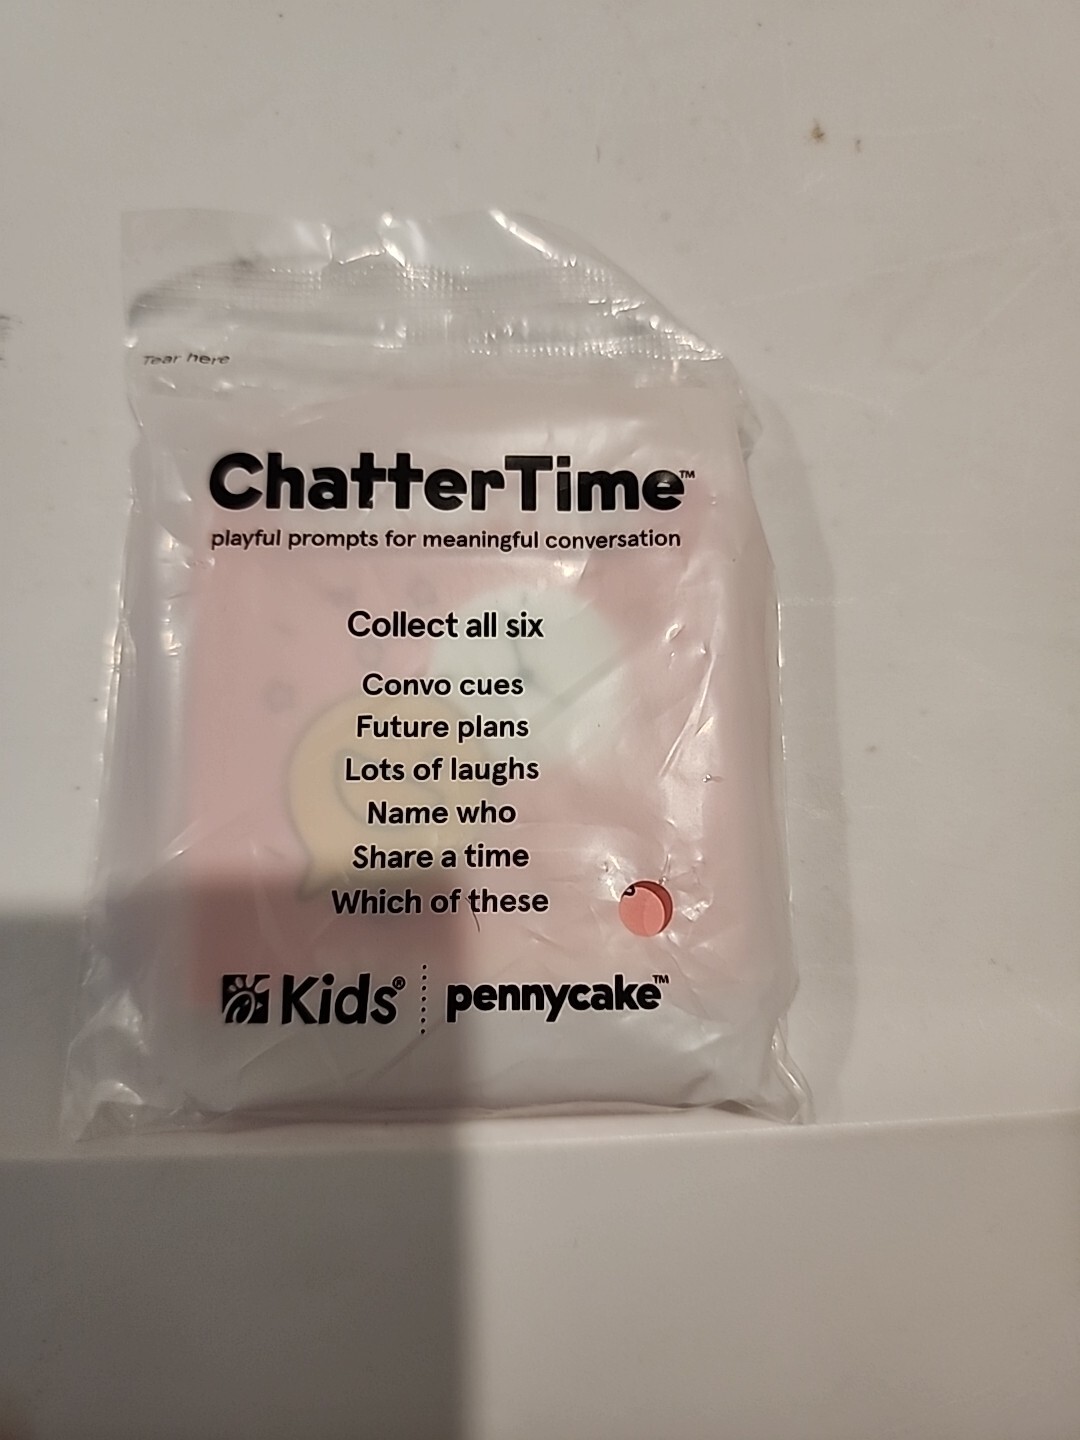 Tear here
ChatterTime™
playful prompts for meaningful conversation
Collect all six
Convo cues
Future plans
Lots of laughs
Name who
Share a time
Which of these
Kids® pennycake™